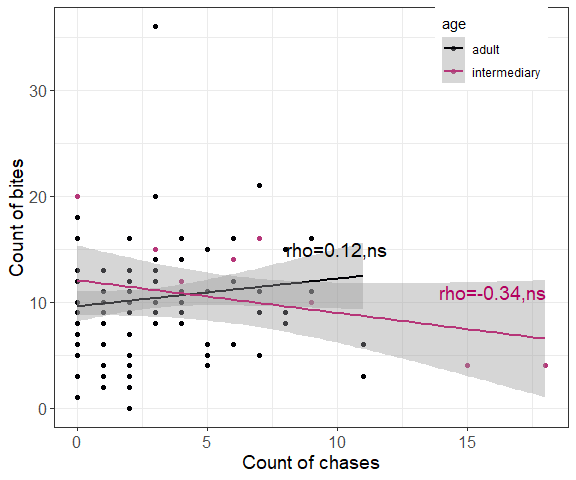 age
adult
intermediary
rho=0.12,ns
rho=-0.34,ns
Count of bites
30
20
10
0
0
5
10
15
Count of chases